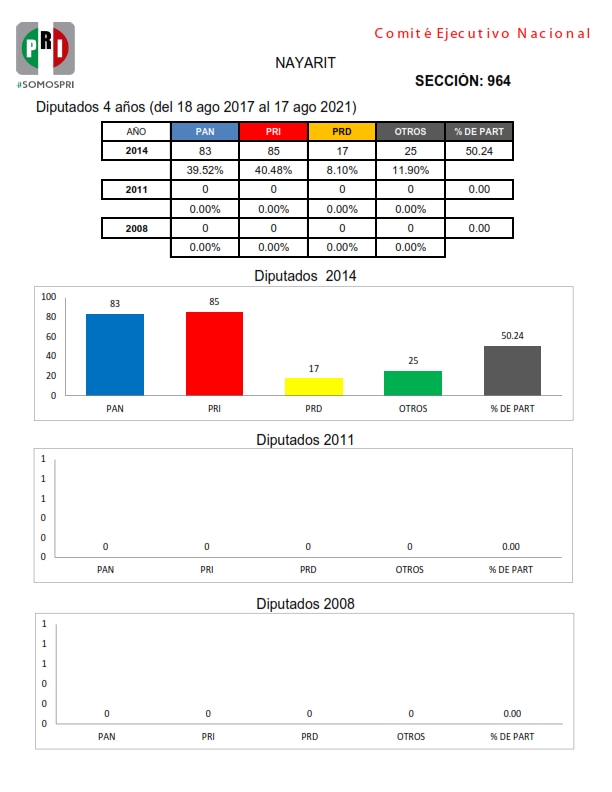 Comité Ejecutivo Nacional
PRI
#SOMOSPRI
NAYARIT
SECCIÓN: 964
Diputados 4 años (del 18 ago 2017 al 17 ago 2021)
AÑO PAN PRI PRD OTROS % DE PART
2014 83 85 17 25 50.24
39.52% 40.48% 8.10% 11.90%
2011 0 0 0 0 0.00
0.00% 0.00% 0.00% 0.00%
2008 0 0 0 0 0.00
0.00% 0.00% 0.00% 0.00%
Diputados 2014
100
80
60
40
20
0
83 85 17 25 50.24
PAN PRI PRD OTROS % DE PART
Diputados 2011
1
1
1
0
0
0
0 0 0 0 0.00
PAN PRI PRD OTROS % DE PART
Diputados 2008
1
1
1
0
0
0
0 0 0 0 0.00
PAN PRI PRD OTROS % DE PART